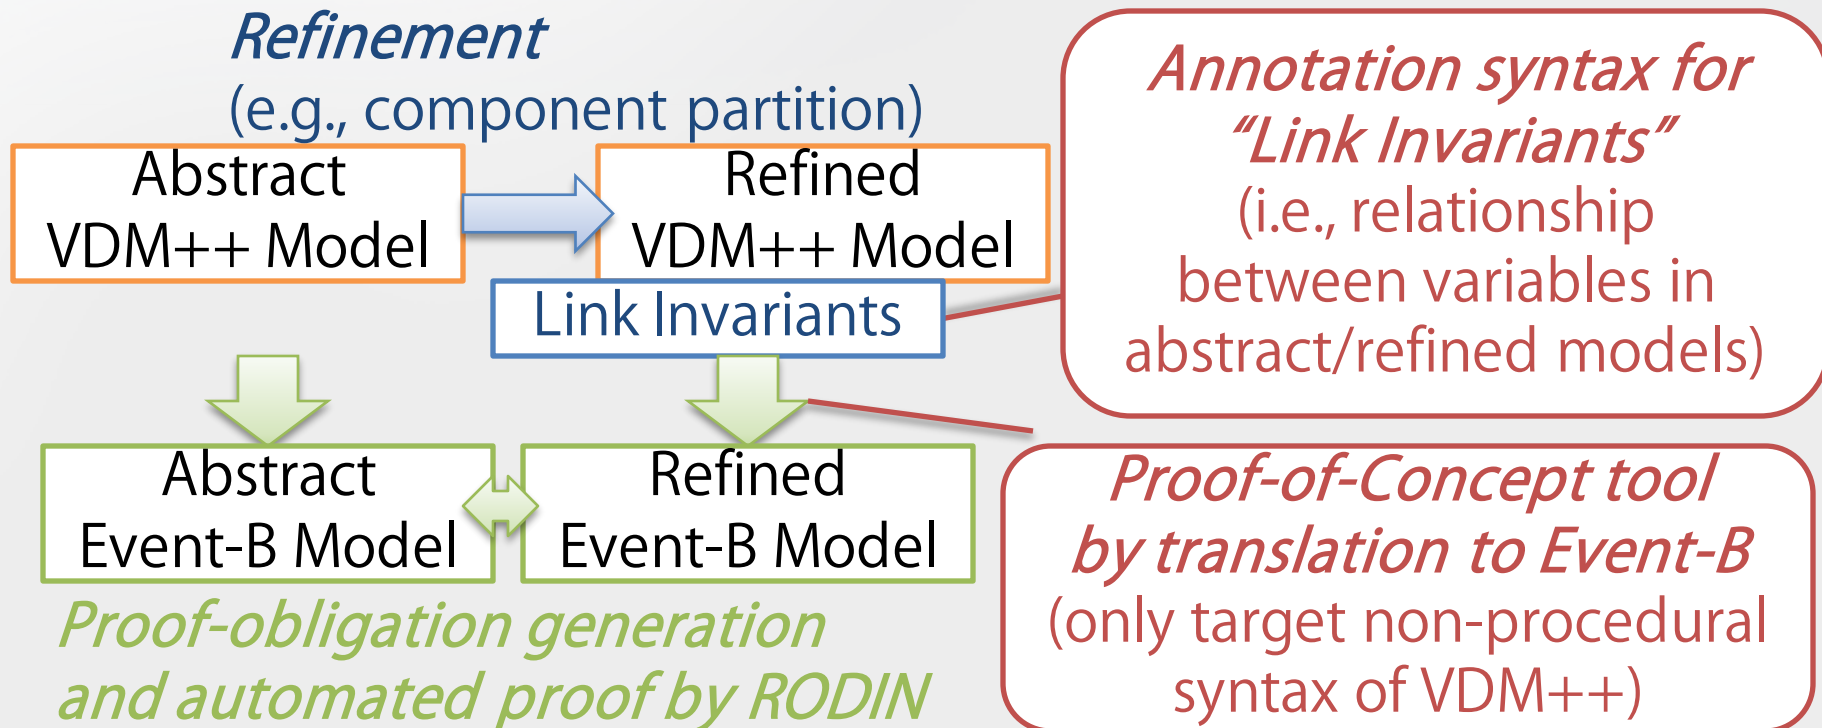 Refinement
(e.g., component partition)
Abstract
VDM++ Model
Refined
VDM++ Model
Link Invariants
Annotation syntax for
“Link Invariants”
(i.e., relationship
between variables in
abstract/refined models)
Abstract
Event-B Model
Refined
Event-B Model
Proof-obligation generation
and automated proof by RODIN
Proof-of-Concept tool
by translation to Event-B
(only target non-procedural
syntax of VDM++)